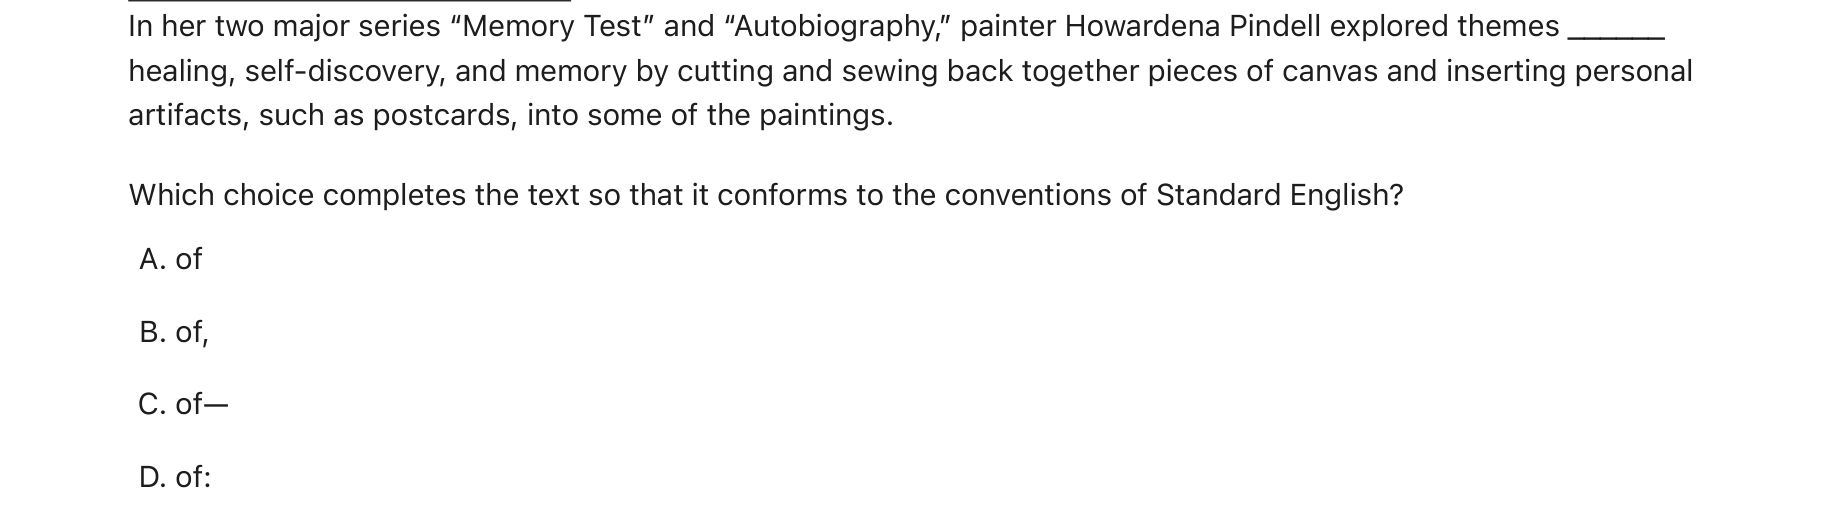 In her two major series “Memory Test” and “Autobiography,” painter Howardena Pindell explored themes ______
healing, self-discovery, and memory by cutting and sewing back together pieces of canvas and inserting personal
artifacts, such as postcards, into some of the paintings.
Which choice completes the text so that it conforms to the conventions of Standard English?
A. of
B. of,
C. of—
D. of: